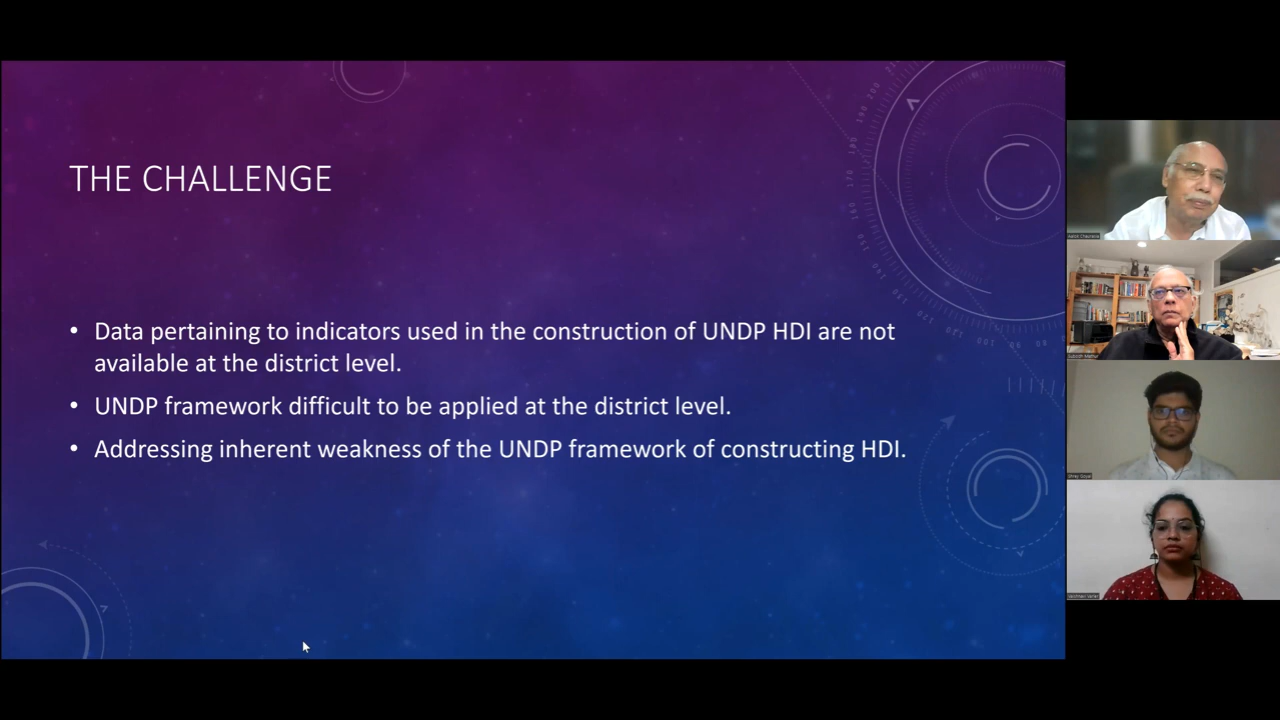 THE CHALLENGE
• Data pertaining to indicators used in the construction of UNDP HDI are not
available at the district level.
• UNDP framework difficult to be applied at the district level.
• Addressing inherent weakness of the UNDP framework of constructing HDI.